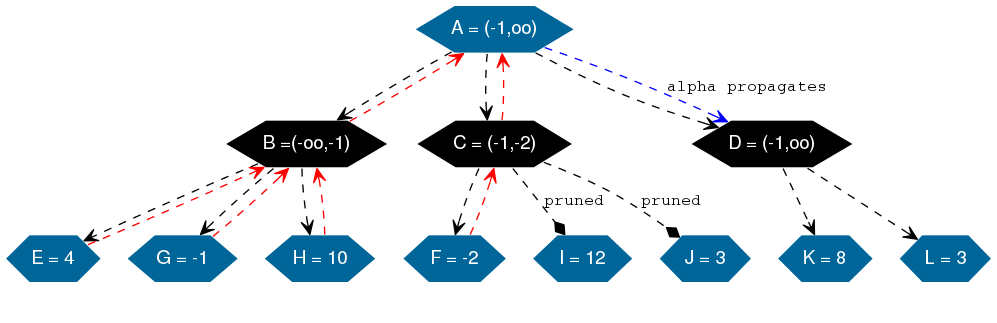 A = (-1,oo)
alpha propagates
B =(-oo,-1)
C = (-1,-2)
D = (-1,oo)
pruned
pruned
E = 4
G = -1
H = 10
F = -2
I = 12
J = 3
K = 8
L = 3